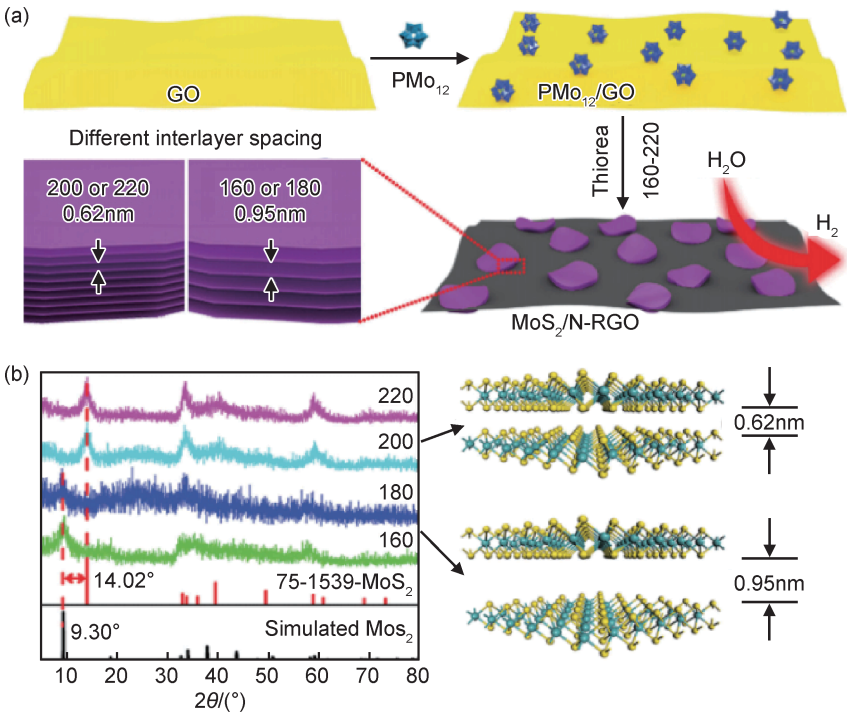 (a)
GO
PMo12
PMo12/GO
Different interlayer spacing
200 or 220
0.62nm
160 or 180
0.95nm
Thiorea
160-220
H2O
H2
MoS2/N-RGO
(b)
220
200
180
160
14.02°
75-1539-MoS2
9.30°
Simulated Mos2
10 20 30 40 50 60 70 80
2θ/(°)
0.62nm
0.95nm